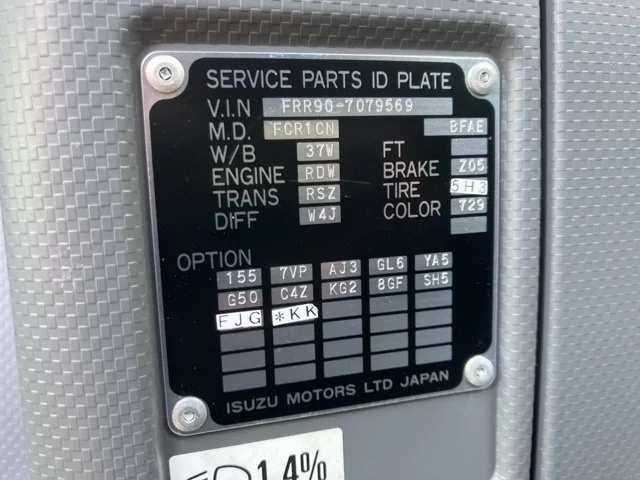 SERVICE PARTS ID PLATE
V.I.N FRR90-7079569
M.D. FCR1CN BFAE
W/B 37W FT
ENGINE RDW BRAKE Z05
TRANS RSZ TIRE 5H3
DIFF W4J COLOR 729
OPTION
155 7VP AJ3 GL6 YA5
G50 C4Z KG2 8GF SH5
FJG *KK
ISUZU MOTORS LTD JAPAN
1.4%